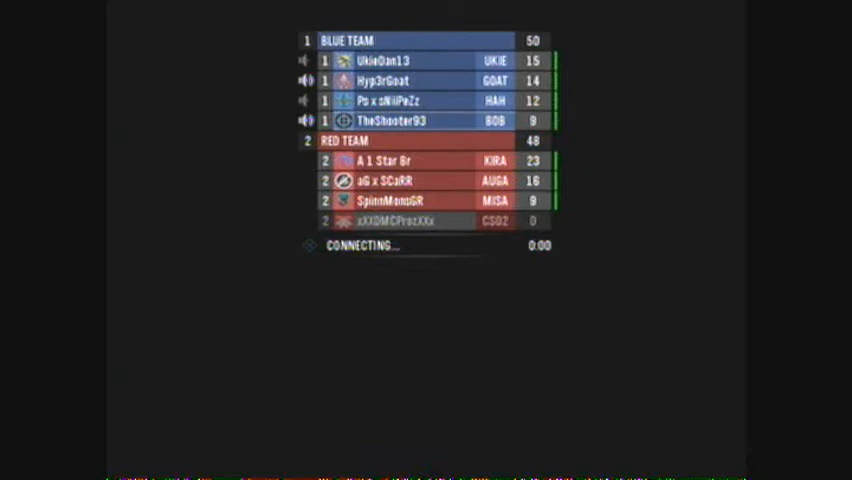 1 BLUE TEAM 50
1 UkieDan13 UKIE 15
1 Hyp3rGoat GOAT 14
1 Ps x sNiiPeZz HAH 12
1 TheShooter93 BOB 9
2 RED TEAM 48
2 A 1 Star Br KIRA 23
2 aG x SCaRR AUGA 16
2 SpinnMonsGR MISA 9
2 xXXDMCProzXXx CSO2 0
CONNECTING... 0:00